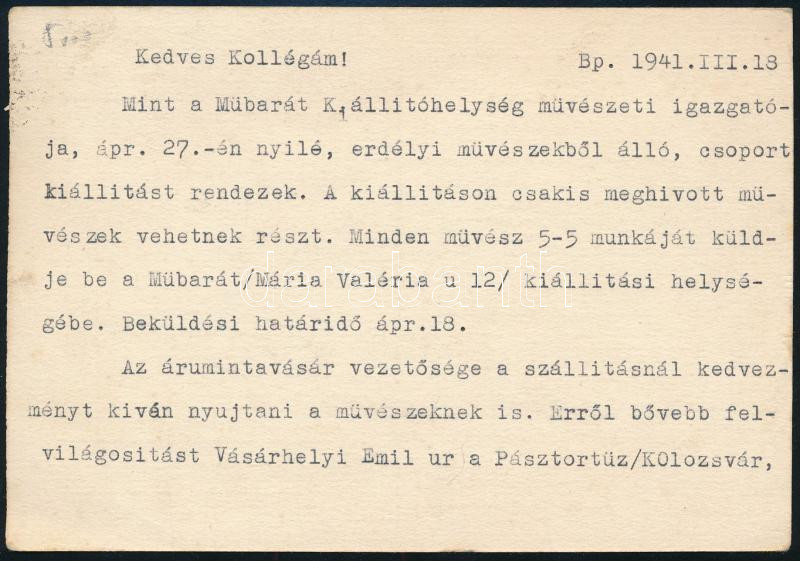 Kedves Kollégám! Bp. 1941.III.18
Mint a Mübarát Kiállitóhelység müvészeti igazgató-
ja, ápr. 27.-én nyilé, erdélyi müvészekből álló, csoport
kiállitást rendezek. A kiállitáson csakis meghivott mü-
vészek vehetnek részt. Minden müvész 5-5 munkáját küld-
je be a Mübarát/Mária Valéria u 12/ kiállitási helysé-
gébe. Beküldési határidő ápr.18.
Az árumintavásár vezetősége a szállitásnál kedvez-
ményt kiván nyujtani a müvészeknek is. Erről bővebb fel-
világositást Vásárhelyi Emil ur a Pásztortüz/KOlozsvár,
darabanth